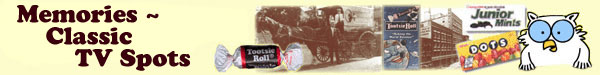 Memories ~
Classic
TV Spots
Tootsie
Roll
Tootsie Roll
Junior
Mints
DOTS